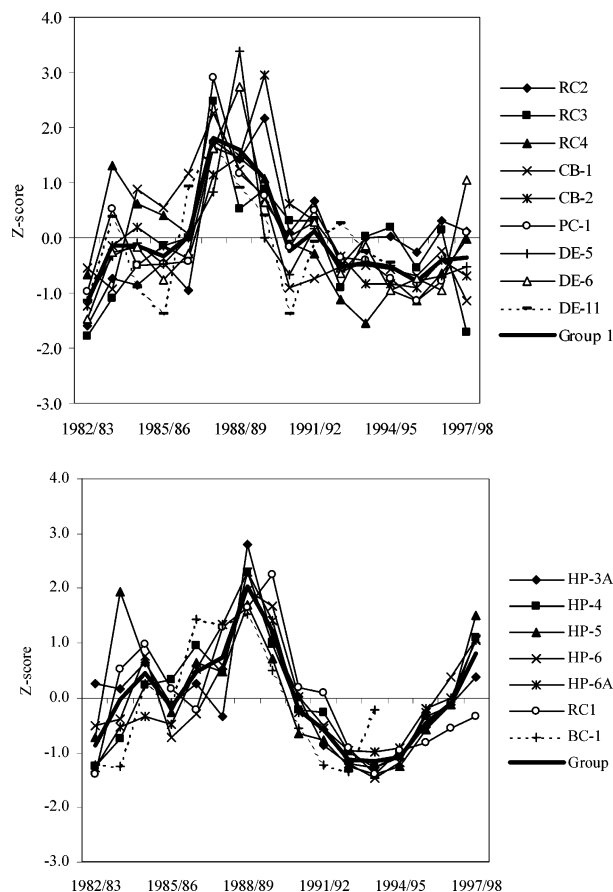 4.0
3.0
2.0
1.0
0.0
-1.0
-2.0
-3.0
Z-score
1982/83 1985/86 1988/89 1991/92 1994/95 1997/98
RC2
RC3
RC4
CB-1
CB-2
PC-1
DE-5
DE-6
DE-11
Group 1
4.0
3.0
2.0
1.0
0.0
-1.0
-2.0
-3.0
Z-score
1982/83 1985/86 1988/89 1991/92 1994/95 1997/98
HP-3A
HP-4
HP-5
HP-6
HP-6A
RC1
BC-1
Group